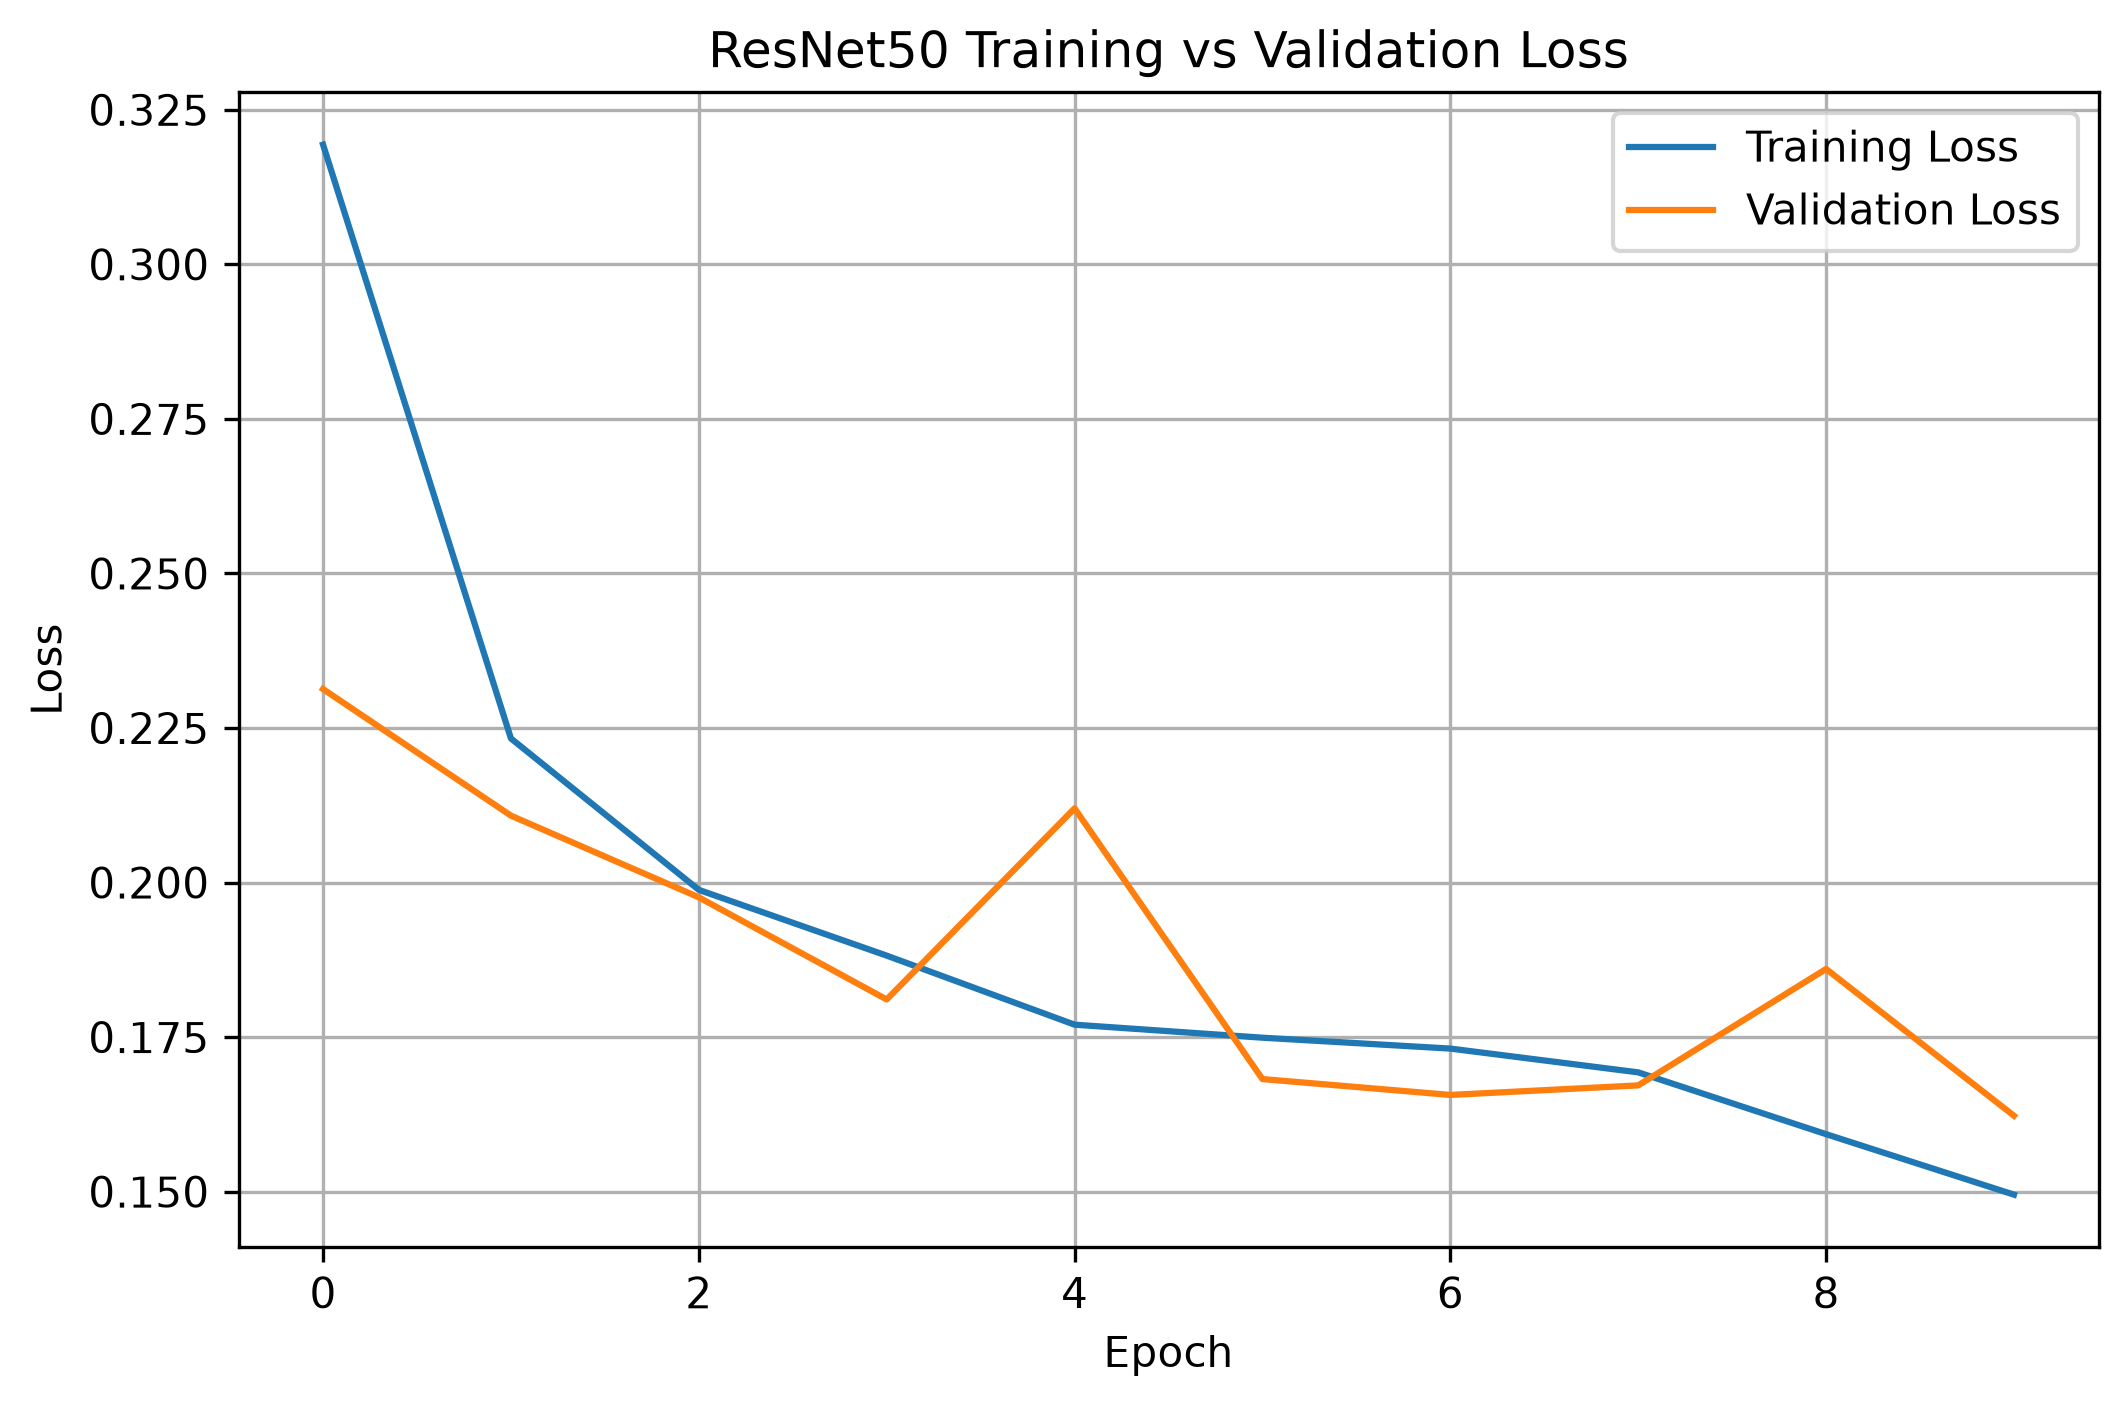 ResNet50 Training vs Validation Loss
Training Loss
Validation Loss
0.325
0.300
0.275
0.250
0.225
0.200
0.175
0.150
Loss
0 2 4 6 8
Epoch